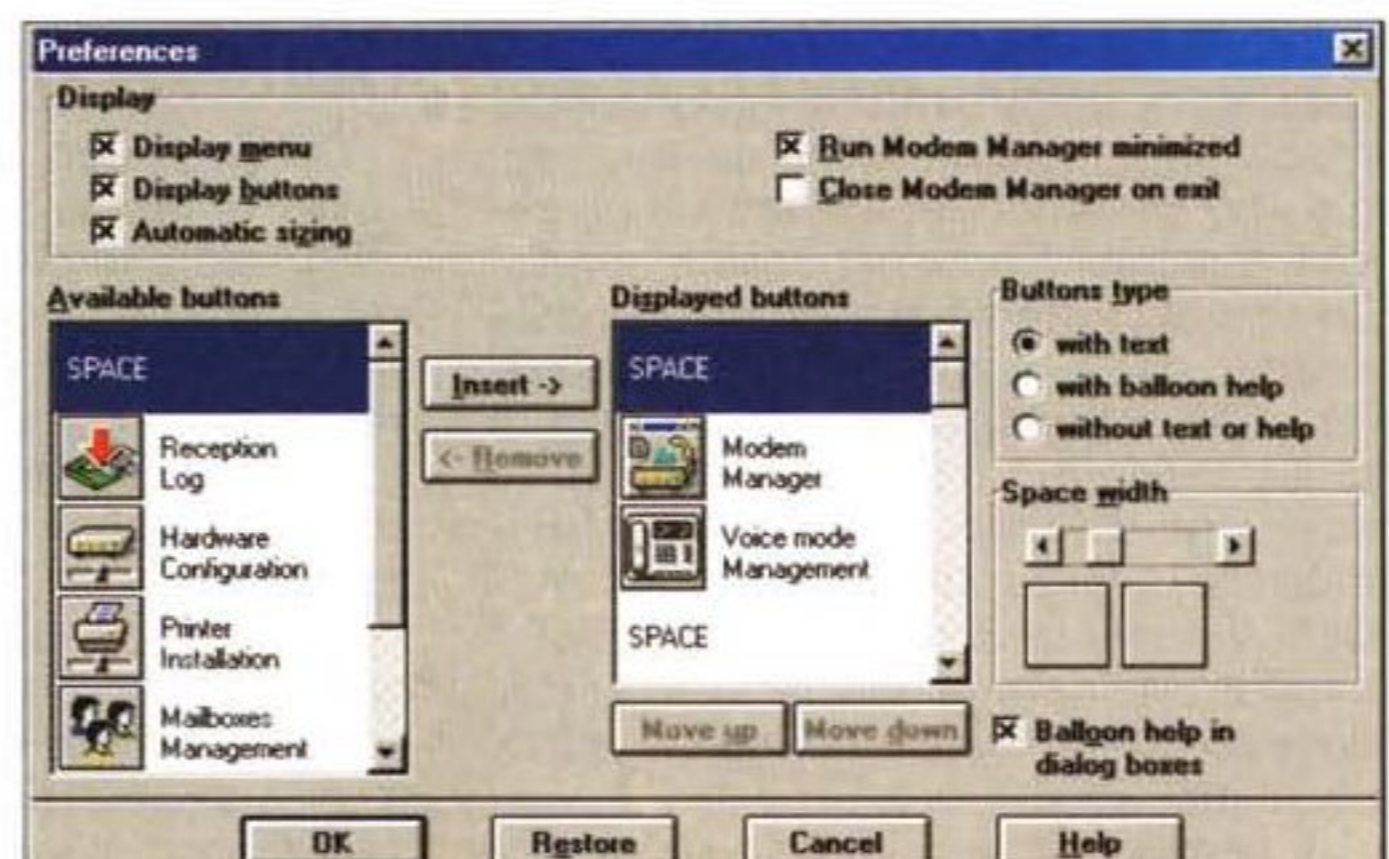 Preferences
Display
Display menu
Display buttons
Automatic sizing
Run Modem Manager minimized
Close Modem Manager on exit
Available buttons
SPACE
Reception
Log
Hardware
Configuration
Printer
Installation
Mailboxes
Management
Insert ->
<- Remove
Displayed buttons
SPACE
Modem
Manager
Voice mode
Management
SPACE
Move up
Move down
Buttons type
with text
with balloon help
without text or help
Space width
Balloon help in
dialog boxes
OK
Restore
Cancel
Help